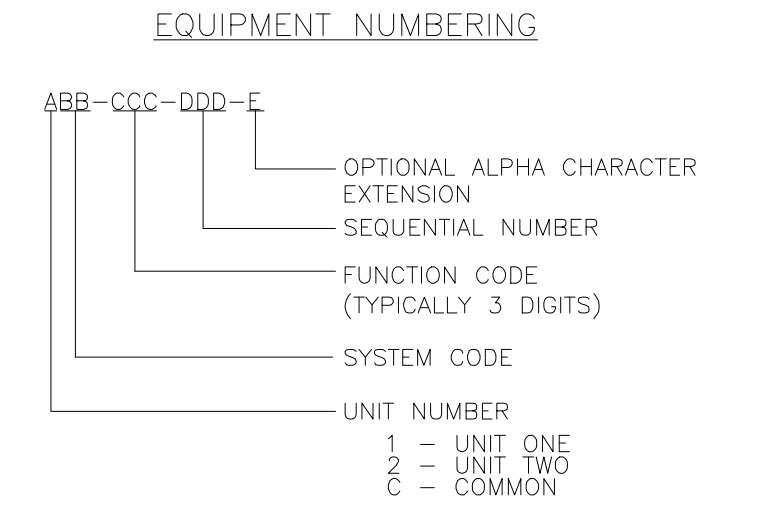 EQUIPMENT NUMBERING
ABB-CCC-DDD-E
OPTIONAL ALPHA CHARACTER
EXTENSION
SEQUENTIAL NUMBER
FUNCTION CODE
(TYPICALLY 3 DIGITS)
SYSTEM CODE
UNIT NUMBER
1 - UNIT ONE
2 - UNIT TWO
C - COMMON